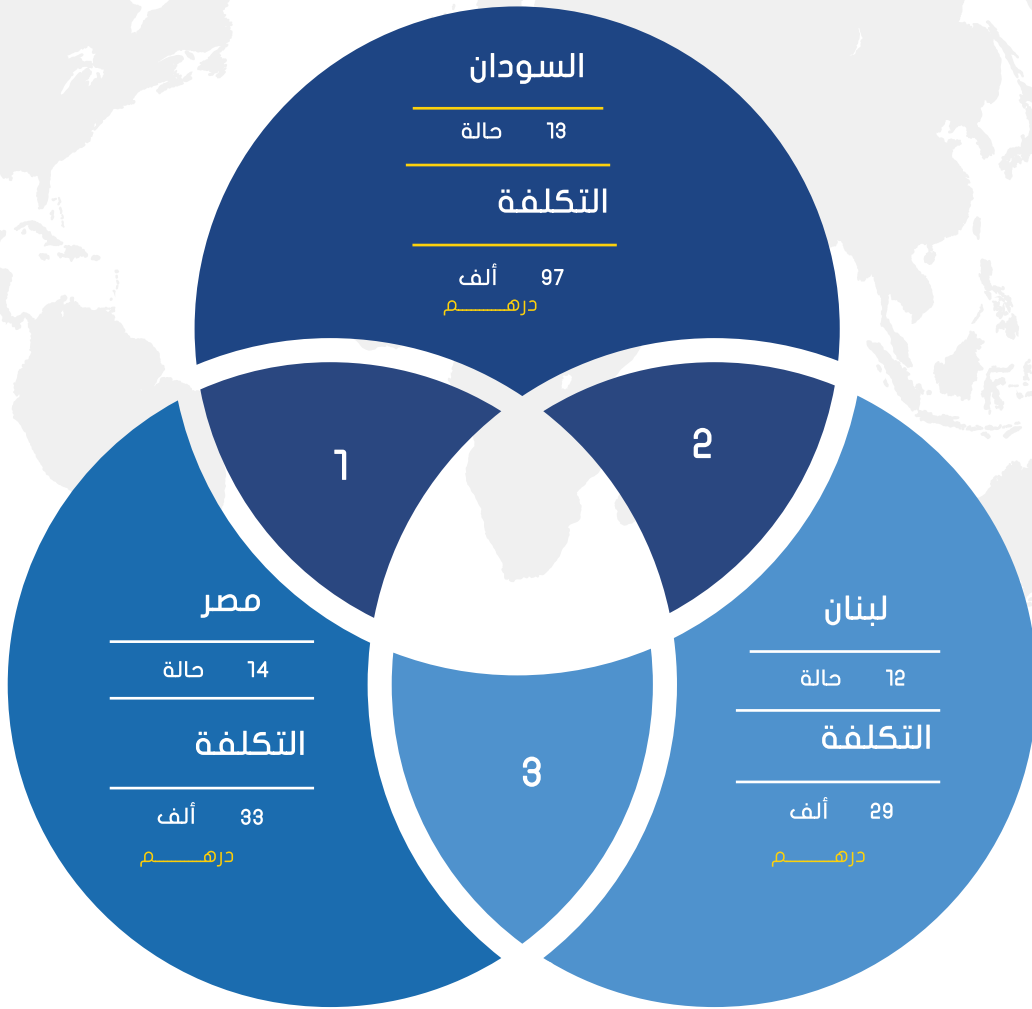 السودان
13 حالة
التكلفة
97 ألف
درهـــــم
1
2
مصر
14 حالة
التكلفة
33 ألف
درهـــــم
لبنان
12 حالة
التكلفة
29 ألف
درهـــــم
3